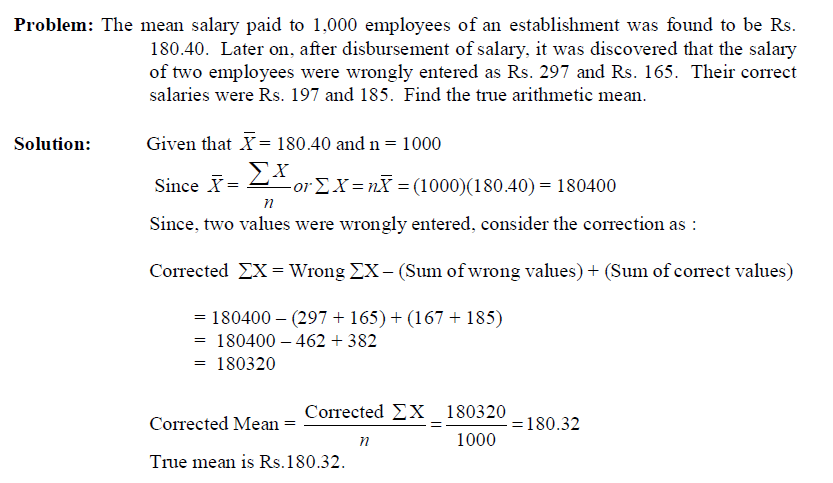 Problem: The mean salary paid to 1,000 employees of an establishment was found to be Rs.
180.40. Later on, after disbursement of salary, it was discovered that the salary
of two employees were wrongly entered as Rs. 297 and Rs. 165. Their correct
salaries were Rs. 197 and 185. Find the true arithmetic mean.
Solution: Given that X̄ = 180.40 and n = 1000
Since X̄ = ∑X / n or ∑X = nX̄ = (1000)(180.40) = 180400
Since, two values were wrongly entered, consider the correction as :
Corrected ∑X = Wrong ∑X – (Sum of wrong values) + (Sum of correct values)
= 180400 – (297 + 165) + (167 + 185)
= 180400 – 462 + 382
= 180320
Corrected Mean = Corrected ∑X / n = 180320 / 1000 = 180.32
True mean is Rs.180.32.